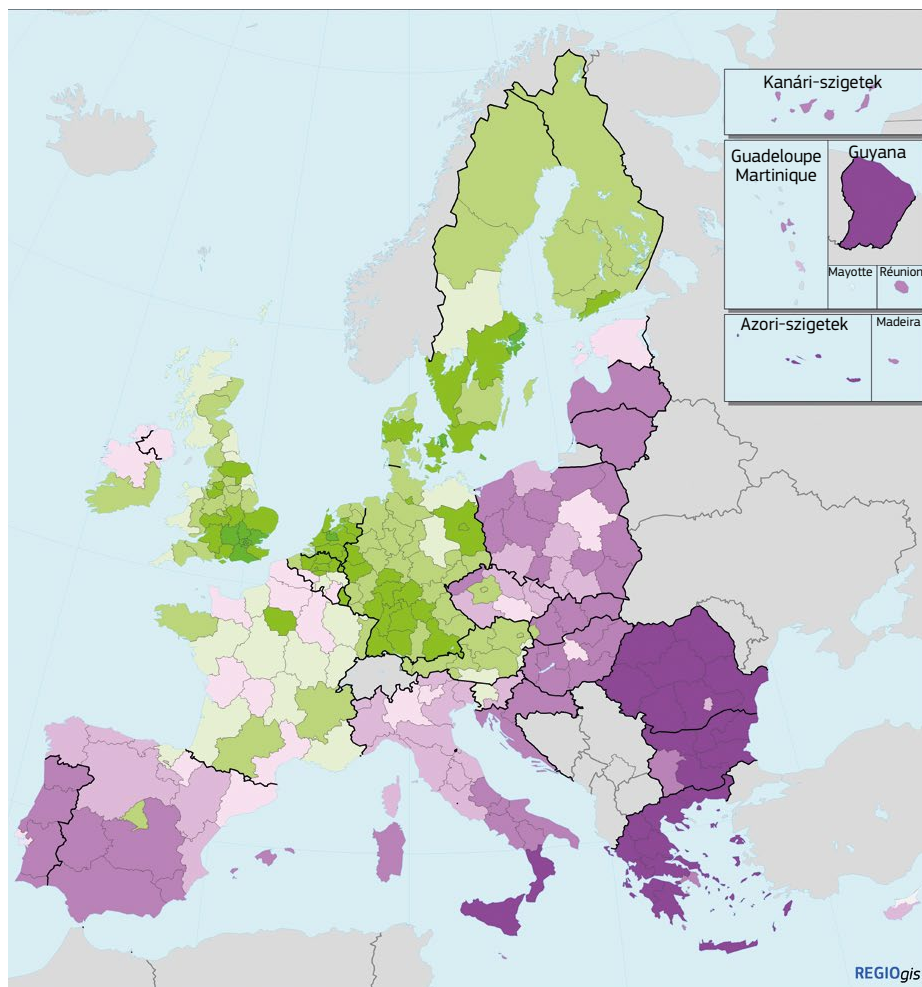 Kanári-szigetek
Guadeloupe
Martinique
Guyana
Mayotte
Réunion
Azori-szigetek
Madeira
REGIOgis